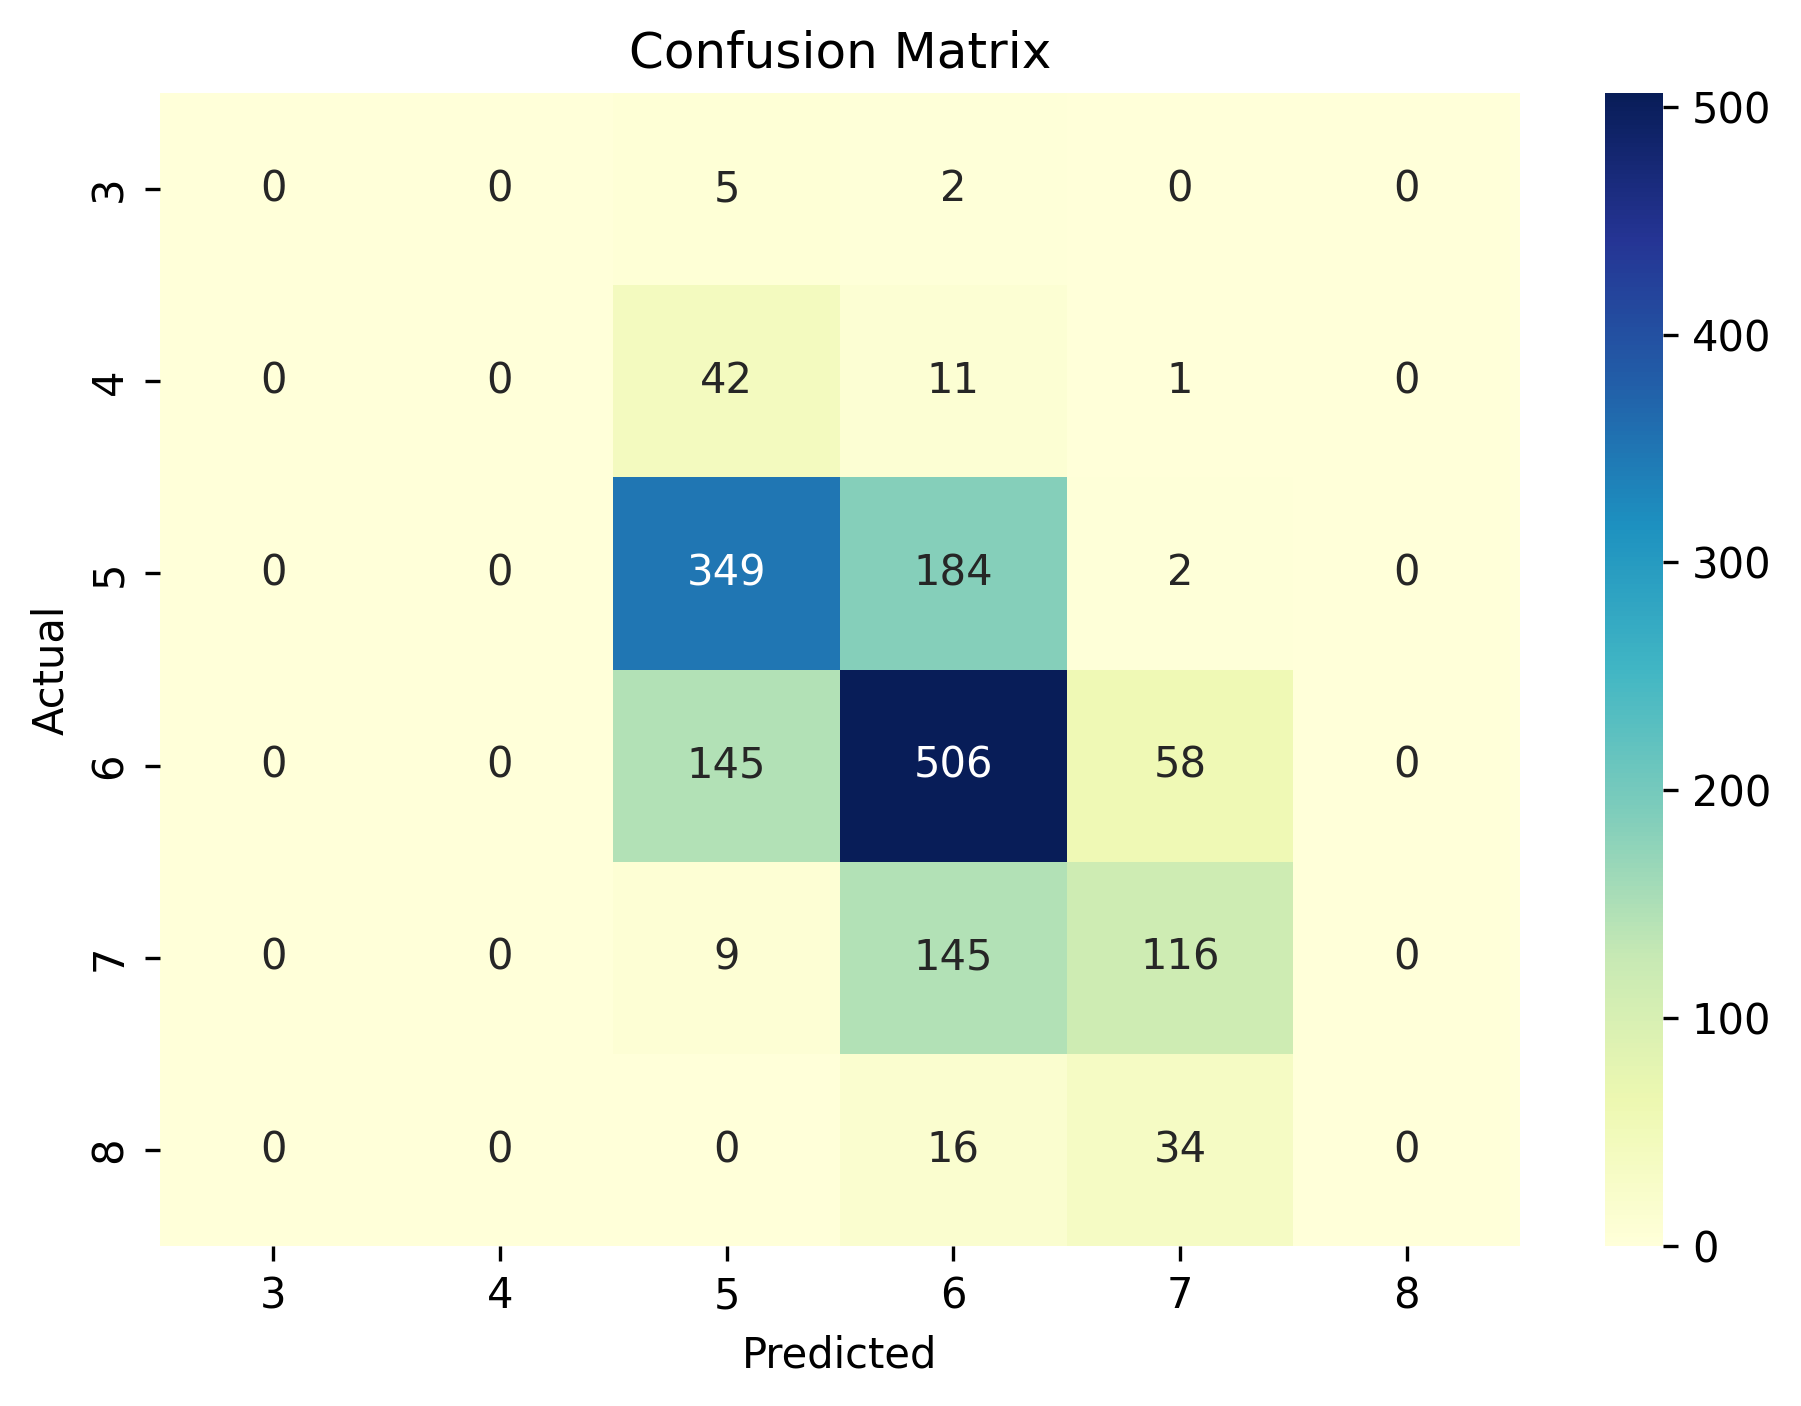 Confusion Matrix
Actual
3 0 0 5 2 0 0
4 0 0 42 11 1 0
5 0 0 349 184 2 0
6 0 0 145 506 58 0
7 0 0 9 145 116 0
8 0 0 0 16 34 0
3 4 5 6 7 8
Predicted
500
400
300
200
100
0